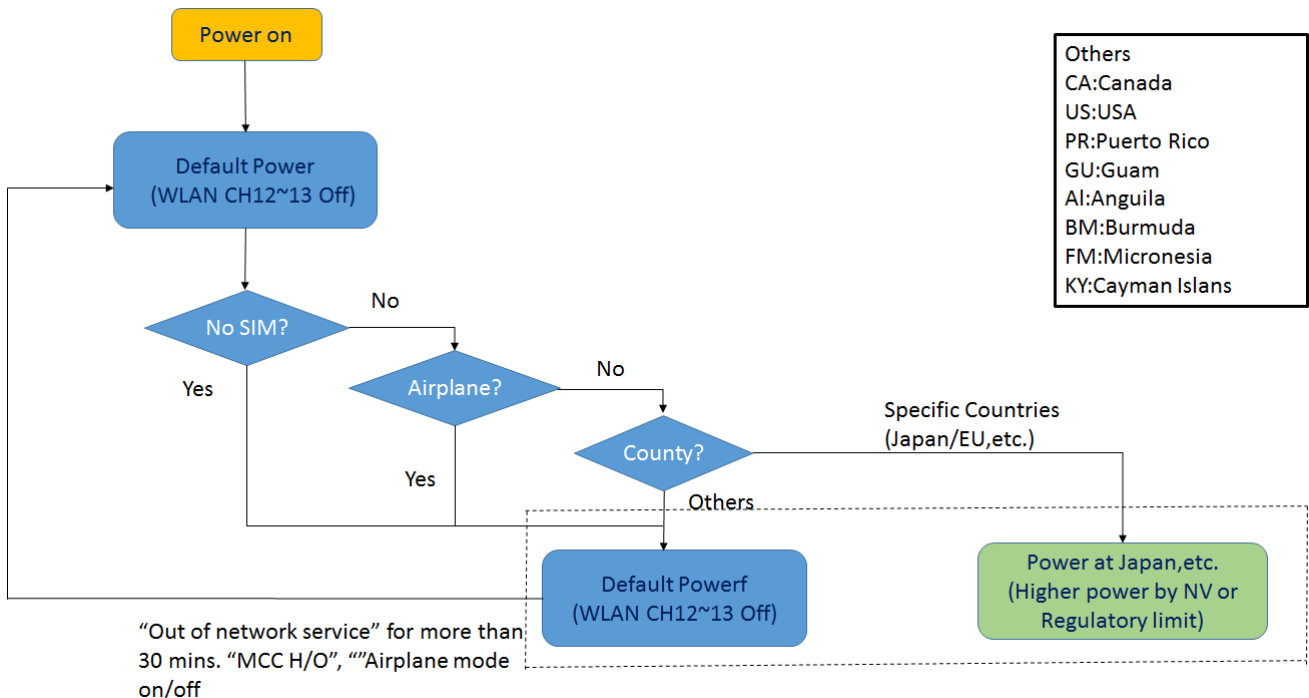 Power on
Others
CA:Canada
US:USA
PR:Puerto Rico
GU:Guam
AI:Anguila
BM:Burmuda
FM:Micronesia
KY:Cayman Islans
Default Power
(WLAN CH12~13 Off)
No SIM?
No
Yes
Airplane?
No
Yes
County?
Specific Countries
(Japan/EU,etc.)
Others
Default Powerf
(WLAN CH12~13 Off)
Power at Japan,etc.
(Higher power by NV or
Regulatory limit)
“Out of network service” for more than
30 mins. “MCC H/O”, “”Airplane mode
on/off